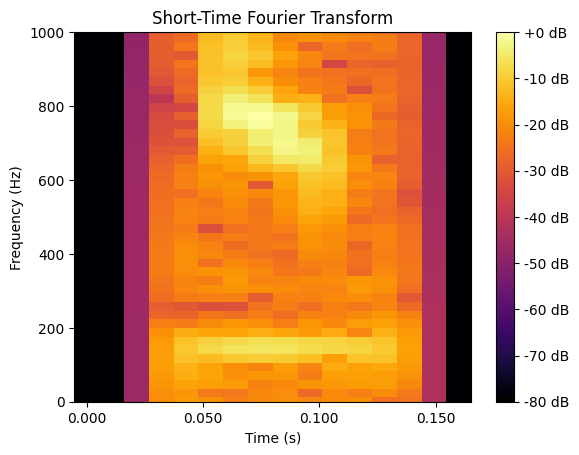 Short-Time Fourier Transform
1000
800
600
400
200
0
Frequency (Hz)
0.000
0.050
0.100
0.150
Time (s)
+0 dB
-10 dB
-20 dB
-30 dB
-40 dB
-50 dB
-60 dB
-70 dB
-80 dB